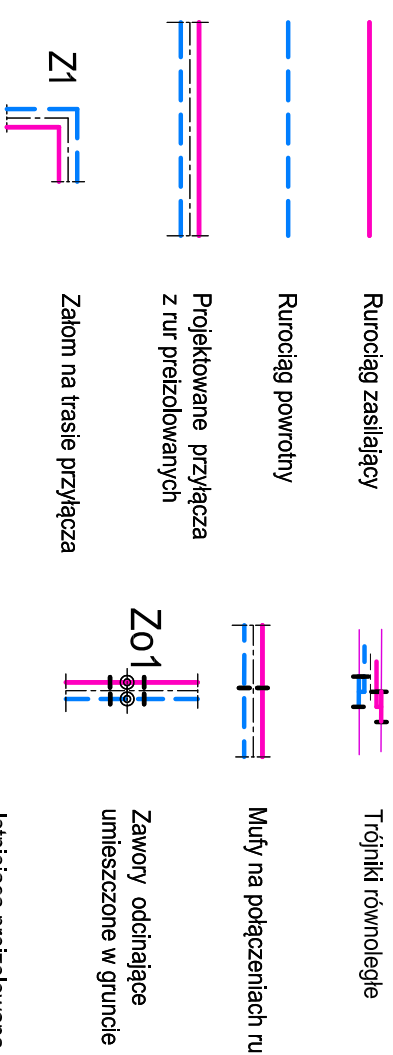 Rurociąg zasilający
Rurociąg powrotny
Projektowane przyłącza
z rur preizolowanych
Z1
Załom na trasie przyłącza
Trójniki równoległe
Mufy na połączeniach ru
Zo1
Zawory odcinające
umieszczone w gruncie